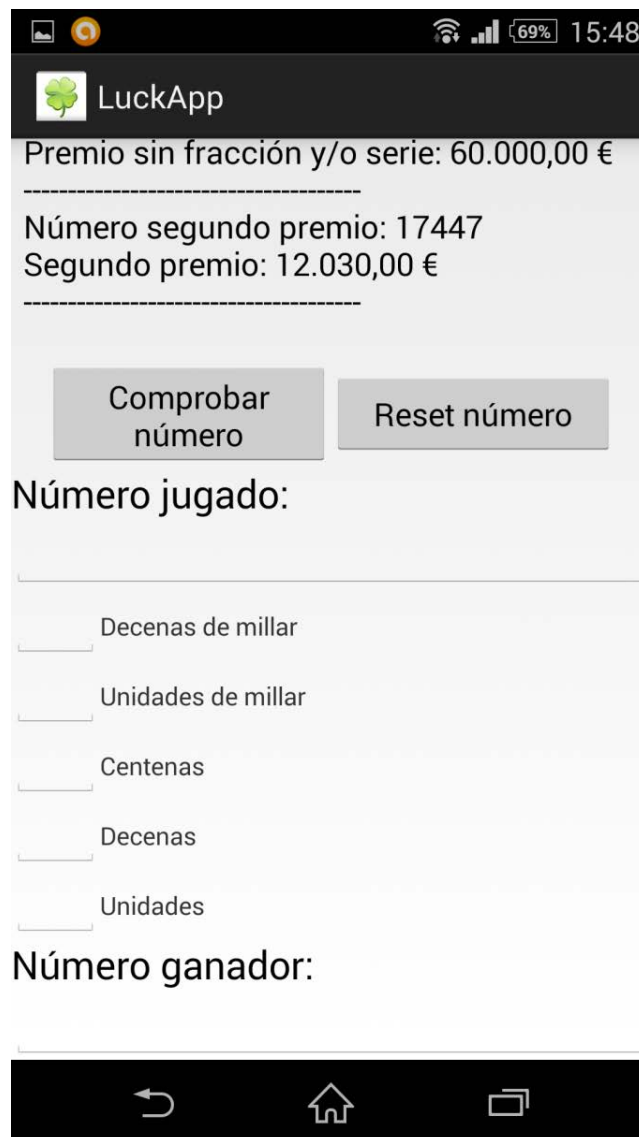 69% 15:48
LuckApp
Premio sin fracción y/o serie: 60.000,00 €
-------------------------------------
Número segundo premio: 17447
Segundo premio: 12.030,00 €
-------------------------------------
Comprobar
número
Reset número
Número jugado:
Decenas de millar
Unidades de millar
Centenas
Decenas
Unidades
Número ganador: